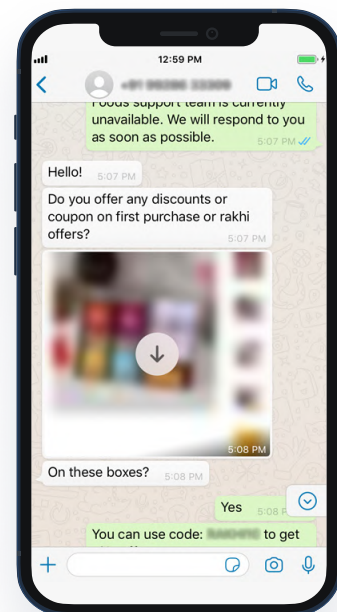 12:59 PM
Foods support team is currently
unavailable. We will respond to you
as soon as possible.
5:07 PM
Hello!
5:07 PM
Do you offer any discounts or
coupon on first purchase or rakhi
offers?
5:07 PM
5:08 PM
On these boxes?
5:08 PM
Yes
5:08
You can use code: to get